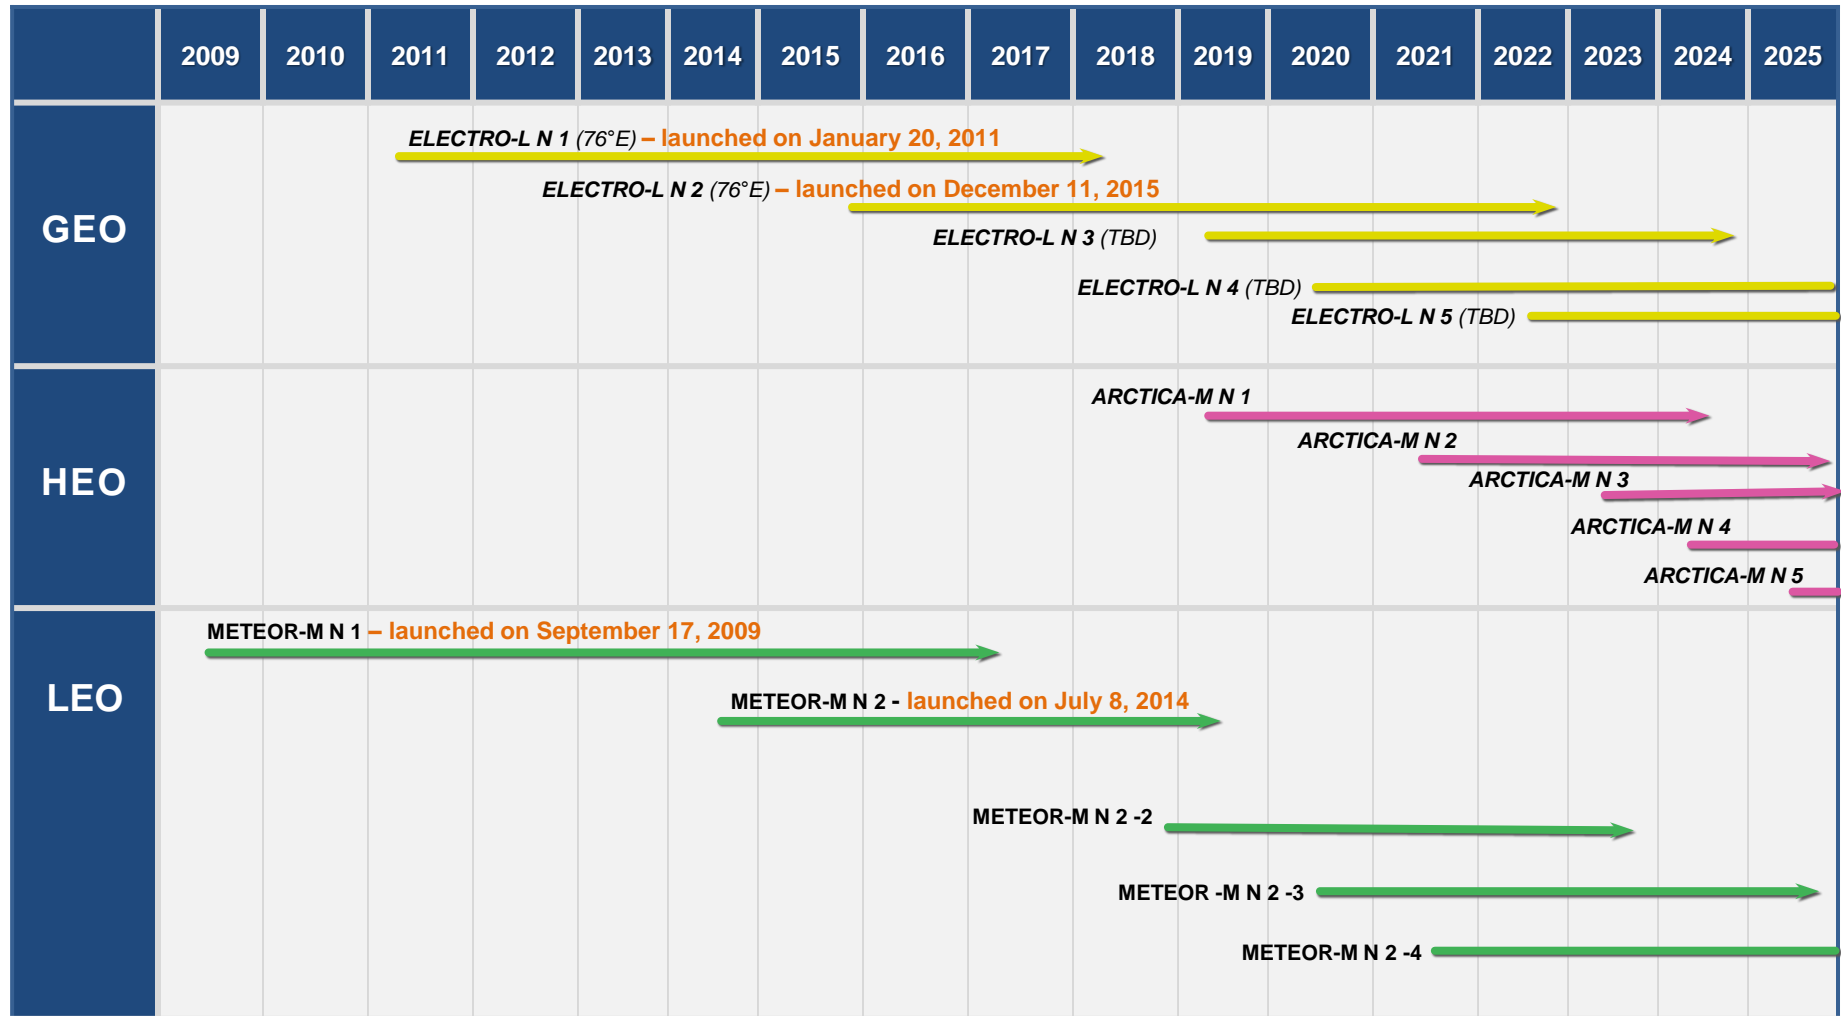 2009 2010 2011 2012 2013 2014 2015 2016 2017 2018 2019 2020 2021 2022 2023 2024 2025
GEO
ELECTRO-L N 1 (76°E) – launched on January 20, 2011
ELECTRO-L N 2 (76°E) – launched on December 11, 2015
ELECTRO-L N 3 (TBD)
ELECTRO-L N 4 (TBD)
ELECTRO-L N 5 (TBD)
HEO
ARCTICA-M N 1
ARCTICA-M N 2
ARCTICA-M N 3
ARCTICA-M N 4
ARCTICA-M N 5
LEO
METEOR-M N 1 – launched on September 17, 2009
METEOR-M N 2 - launched on July 8, 2014
METEOR-M N 2 -2
METEOR -M N 2 -3
METEOR-M N 2 -4